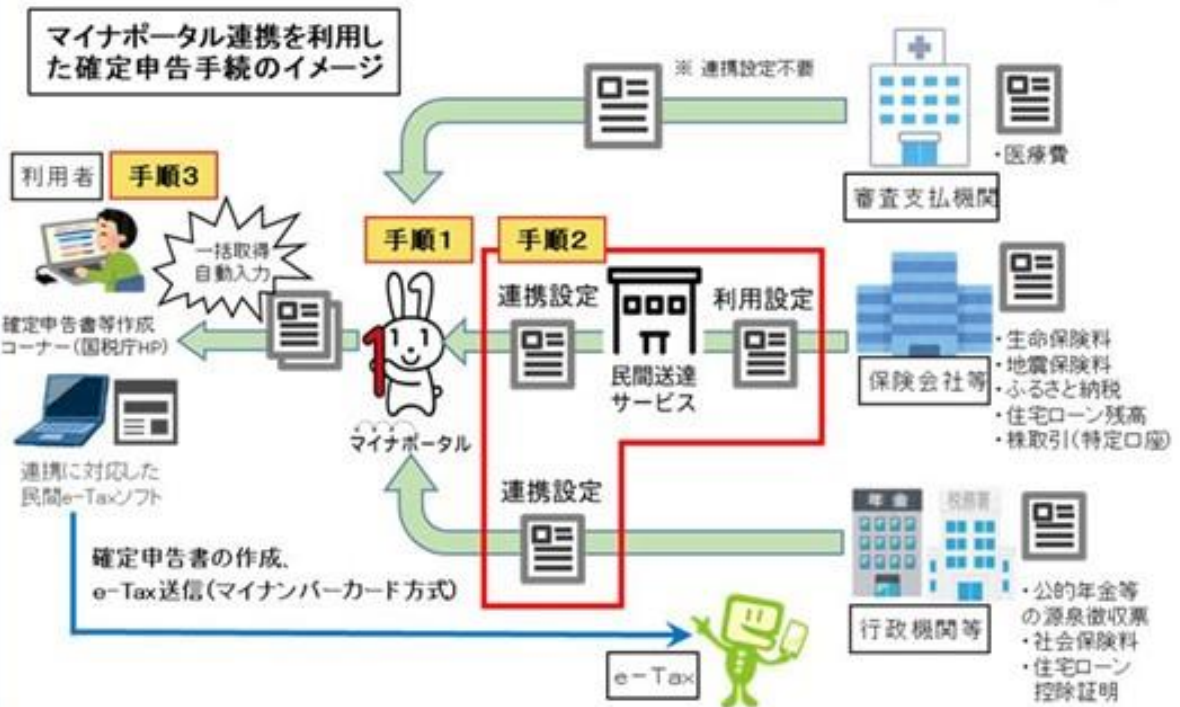 マイナポータル連携を利用し
た確定申告手続のイメージ
※ 連携設定不要
・医療費
審査支払機関
利用者
手順3
一括取得
自動入力
手順1
手順2
連携設定
利用設定
民間送達
サービス
確定申告書等作成
コーナー(国税庁HP)
マイナポータル
保険会社等
・生命保険料
・地震保険料
・ふるさと納税
・住宅ローン残高
・株取引(特定口座)
連携に対応した
民間e-Taxソフト
連携設定
年金
税務署
確定申告書の作成、
e-Tax送信(マイナンバーカード方式)
行政機関等
・公的年金等
の源泉徴収票
・社会保険料
・住宅ローン
控除証明
e-Tax